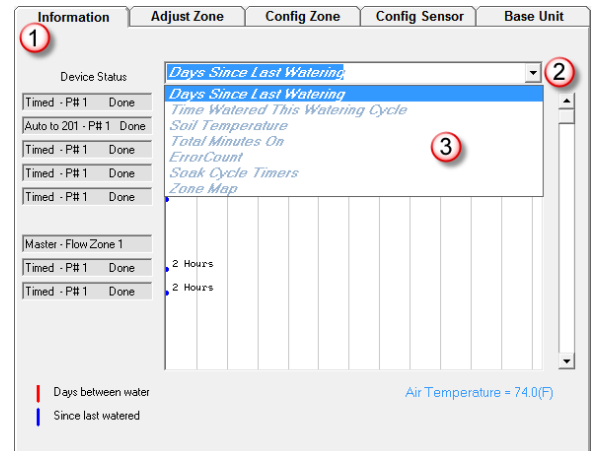 Information Adjust Zone Config Zone Config Sensor Base Unit
1
Device Status Days Since Last Watering 2
Timed - P# 1 Done Days Since Last Watering
Time Watered This Watering Cycle
Auto to 201 - P# 1 Done Soil Temperature
Timed - P# 1 Done Total Minutes On
3
ErrorCount
Timed - P# 1 Done Soak Cycle Timers
Timed - P# 1 Done Zone Map
Master - Flow Zone 1
Timed - P# 1 Done 2 Hours
Timed - P# 1 Done 2 Hours
Days between water Air Temperature = 74.0(F)
Since last watered